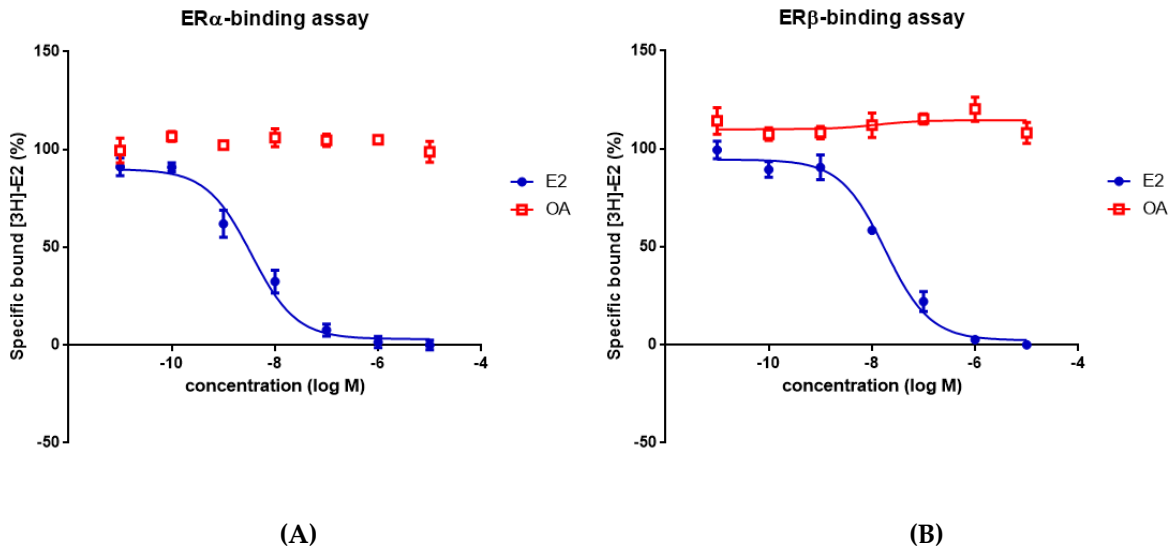 ERα-binding assay
150
100
50
0
-50
-10
-8
-6
-4
Specific bound [3H]-E2 (%)
concentration (log M)
E2
OA
(A)
ERβ-binding assay
150
100
50
0
-50
-10
-8
-6
-4
Specific bound [3H]-E2 (%)
concentration (log M)
E2
OA
(B)